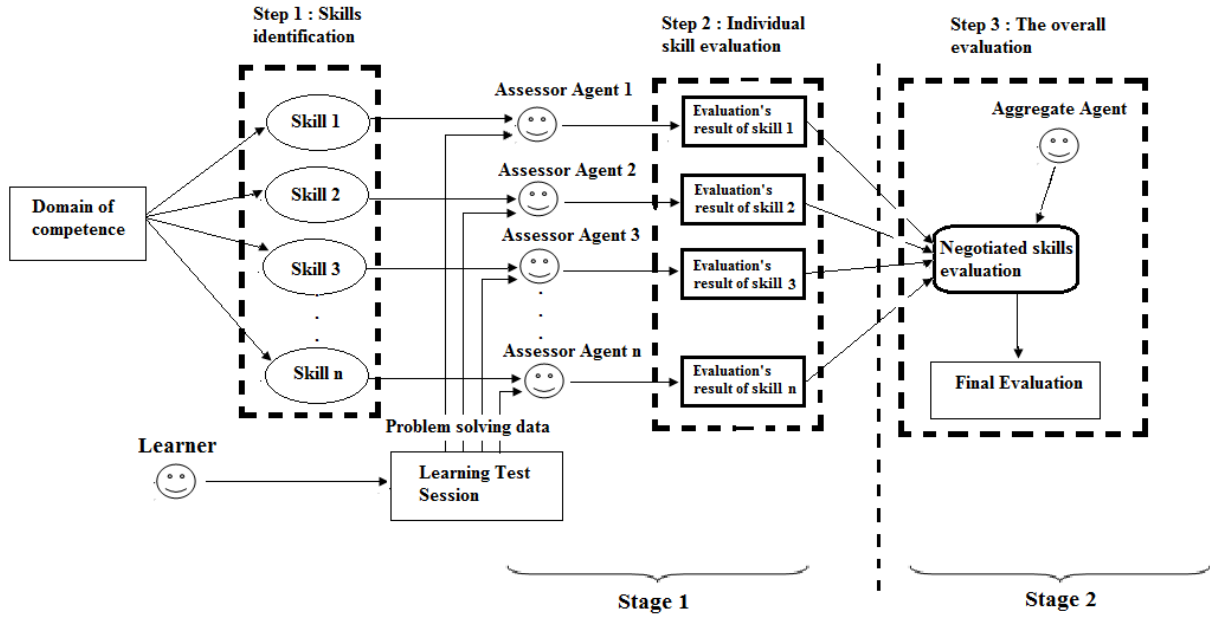 Step 1 : Skills
identification
Step 2 : Individual
skill evaluation
Step 3 : The overall
evaluation
Domain of
competence
Skill 1
Skill 2
Skill 3
.
.
.
Skill n
Assessor Agent 1
Assessor Agent 2
Assessor Agent 3
.
.
Assessor Agent n
Evaluation's
result of skill 1
Evaluation's
result of skill 2
Evaluation's
result of skill 3
Evaluation's
result of skill n
Aggregate Agent
Negotiated skills
evaluation
Final Evaluation
Problem solving data
Learner
Learning Test
Session
Stage 1
Stage 2